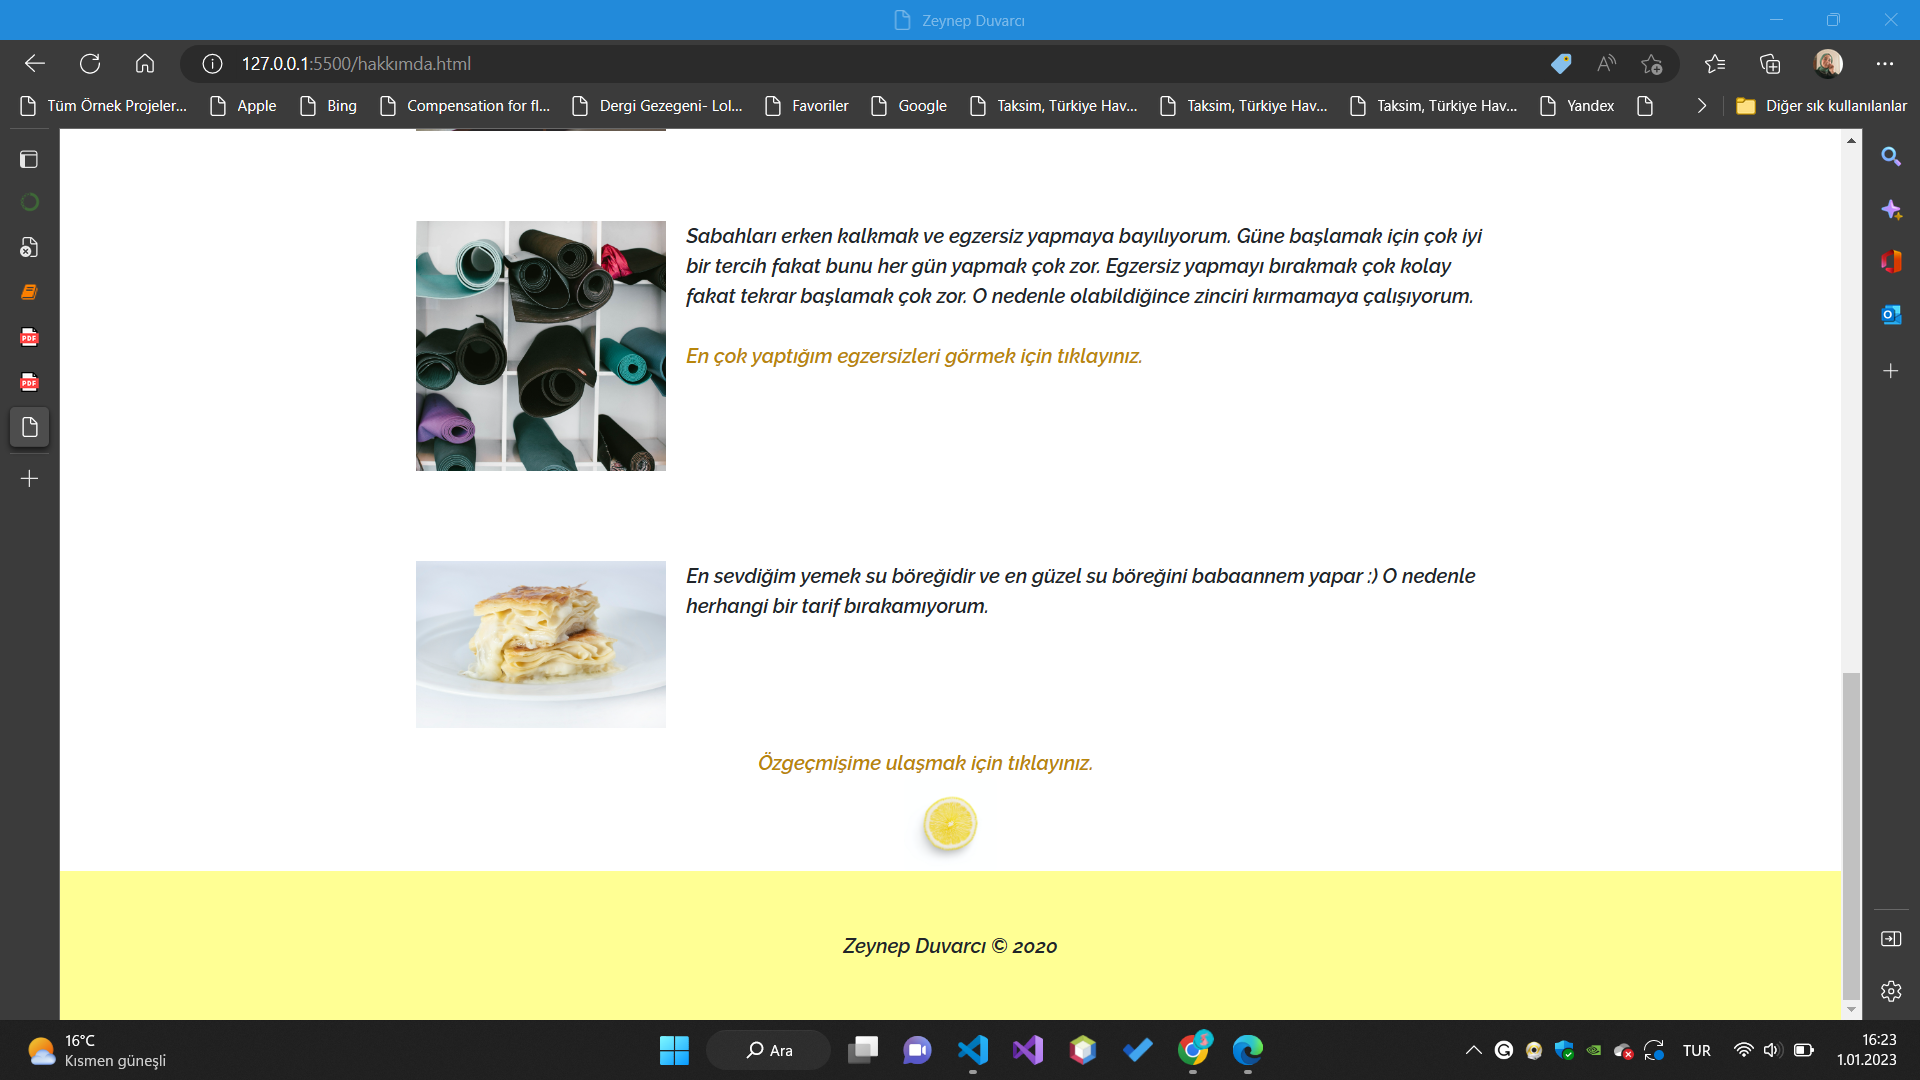 Zeynep Duvarcı
127.0.0.1:5500/hakkımda.html
Tüm Örnek Projeler... Apple Bing Compensation for fl... Dergi Gezegeni- Lol... Favoriler Google Taksim, Türkiye Hav... Taksim, Türkiye Hav... Taksim, Türkiye Hav... Yandex Diğer sık kullanılanlar
Sabahları erken kalkmak ve egzersiz yapmaya bayılıyorum. Güne başlamak için çok iyi
bir tercih fakat bunu her gün yapmak çok zor. Egzersiz yapmayı bırakmak çok kolay
fakat tekrar başlamak çok zor. O nedenle olabildiğince zinciri kırmamaya çalışıyorum.
En çok yaptığım egzersizleri görmek için tıklayınız.
PDF
PDF
En sevdiğim yemek su böreğidir ve en güzel su böreğini babaannem yapar :) O nedenle
herhangi bir tarif bırakamıyorum.
Özgeçmişime ulaşmak için tıklayınız.
Zeynep Duvarcı © 2020
16°C
Kısmen güneşli
Ara
TUR
16:23
1.01.2023